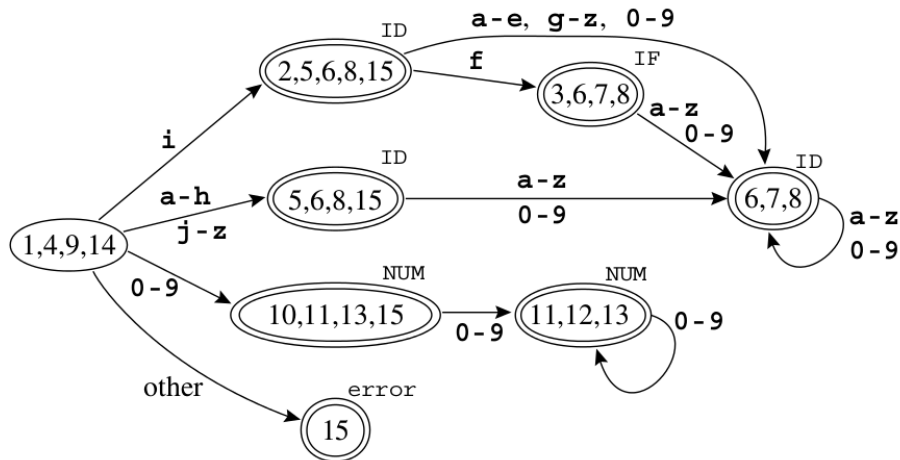 a-e, g-z, 0-9
ID
2,5,6,8,15
f
IF
3,6,7,8
a-z
0-9
i
ID
5,6,8,15
a-z
0-9
ID
6,7,8
a-z
0-9
a-h
j-z
1,4,9,14
0-9
NUM
10,11,13,15
0-9
NUM
11,12,13
0-9
other
error
15